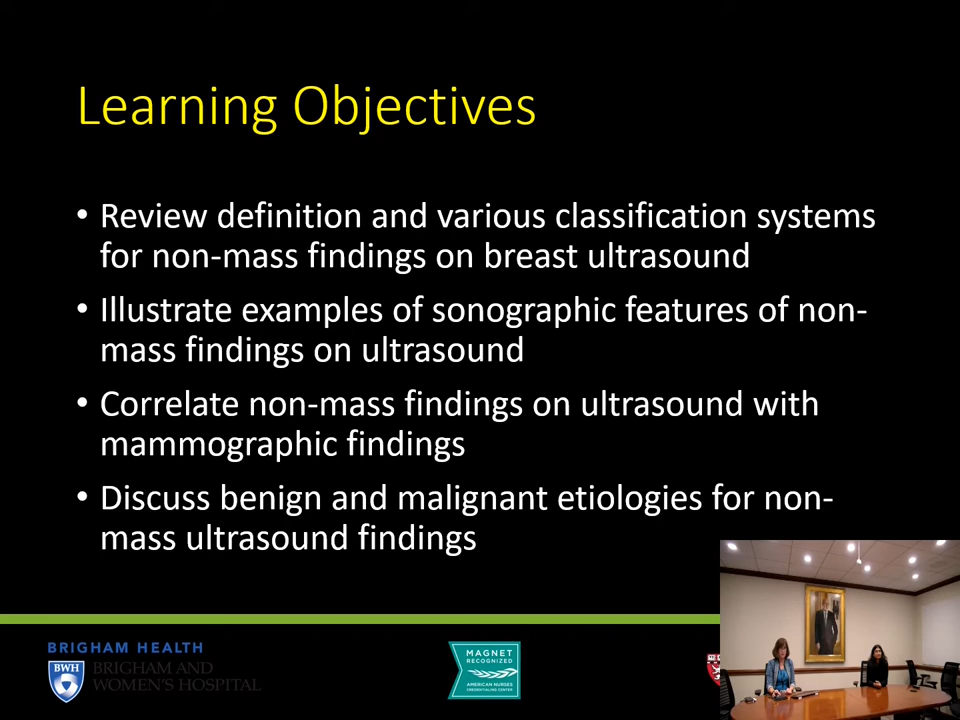 Learning Objectives
• Review definition and various classification systems
for non-mass findings on breast ultrasound
• Illustrate examples of sonographic features of non-
mass findings on ultrasound
• Correlate non-mass findings on ultrasound with
mammographic findings
• Discuss benign and malignant etiologies for non-
mass ultrasound findings
BRIGHAM HEALTH
BWH
BRIGHAM AND
WOMEN'S HOSPITAL
MAGNET
RECOGNIZED
AMERICAN NURSES
CREDENTIALING CENTER